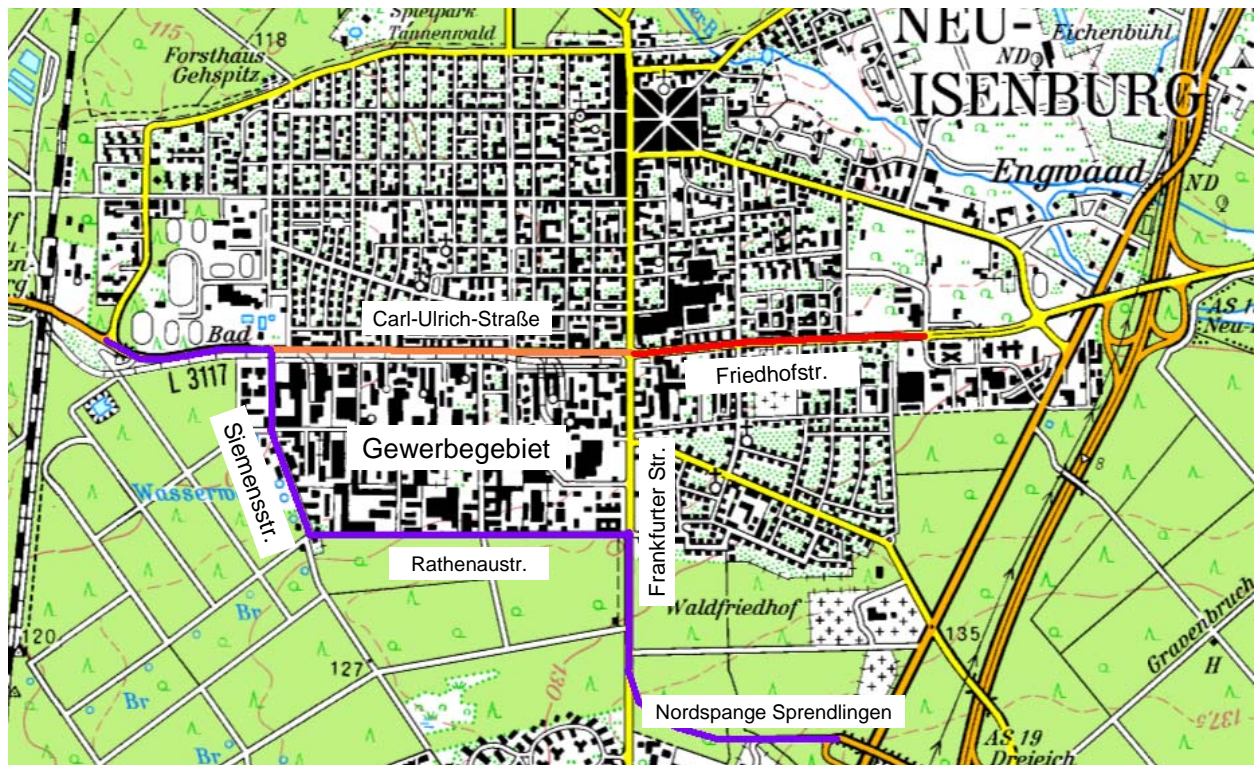 Spielpark
Tannenwald
115
118
Forsthaus
Gehspitz
NEU-
ISENBURG
ND
Eichenbühl
Engwaad
ND
Carl-Ulrich-Straße
Bad
L 3117
Friedhofstr.
AS
Neu-
Siemensstr.
Gewerbegebiet
Frankfurter Str.
8
Rathenaustr.
Br
Waldfriedhof
120
127
130
135
Gravenbruch
H
Br
Nordspange Sprendlingen
137,5
Br
AS 19
Dreieich